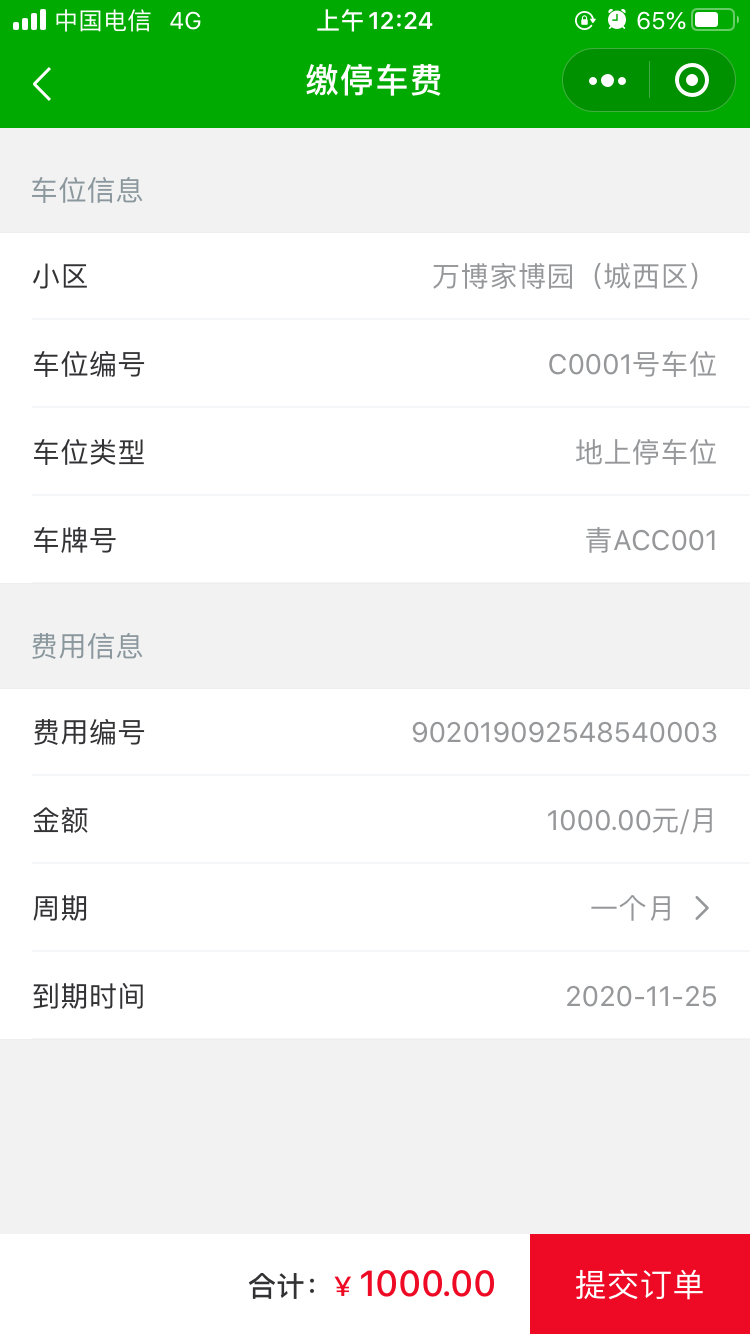 中国电信 4G 上午12:24 65%
缴停车费
车位信息
小区 万博家博园（城西区）
车位编号 C0001号车位
车位类型 地上停车位
车牌号 青ACC001
费用信息
费用编号 902019092548540003
金额 1000.00元/月
周期 一个月
到期时间 2020-11-25
合计：￥1000.00 提交订单